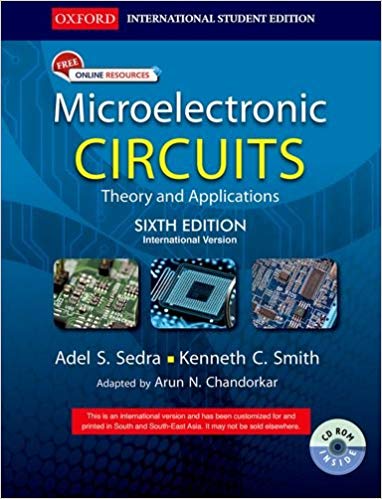 OXFORD INTERNATIONAL STUDENT EDITION
FREE
ONLINE RESOURCES
Microelectronic
CIRCUITS
Theory and Applications
SIXTH EDITION
International Version
Adel S. Sedra ▪ Kenneth C. Smith
Adapted by Arun N. Chandorkar
This is an international version and has been customized for and
printed in South and South-East Asia. It may not be sold elsewhere.
CD ROM
INSIDE